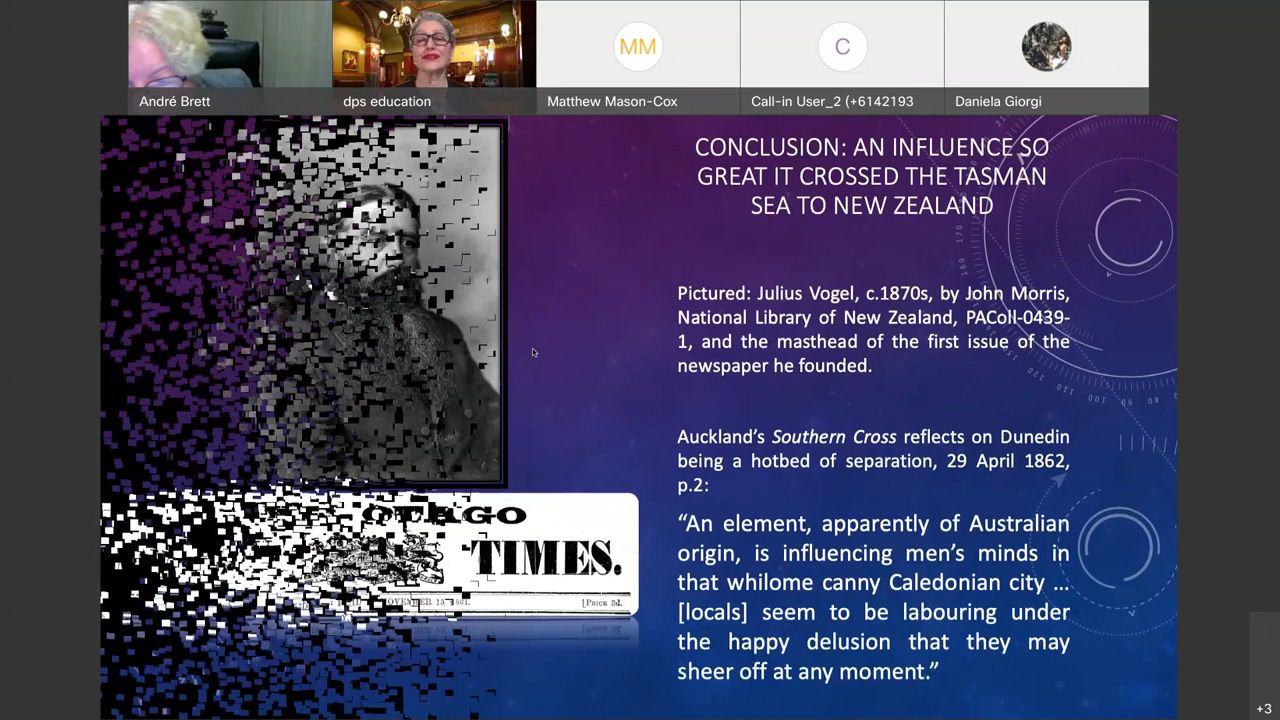 MM
C
André Brett
dps education
Matthew Mason-Cox
Call-in User_2 (+6142193
Daniela Giorgi
CONCLUSION: AN INFLUENCE SO
GREAT IT CROSSED THE TASMAN
SEA TO NEW ZEALAND
Pictured: Julius Vogel, c.1870s, by John Morris,
National Library of New Zealand, PAColl-0439-
1, and the masthead of the first issue of the
newspaper he founded.
Auckland’s Southern Cross reflects on Dunedin
being a hotbed of separation, 29 April 1862,
p.2:
“An element, apparently of Australian
origin, is influencing men’s minds in
that whilome canny Caledonian city ...
[locals] seem to be labouring under
the happy delusion that they may
sheer off at any moment.”
OTAGO
TIMES.
NOVEMBER 15, 1861.
[PRICE 3d.
+3